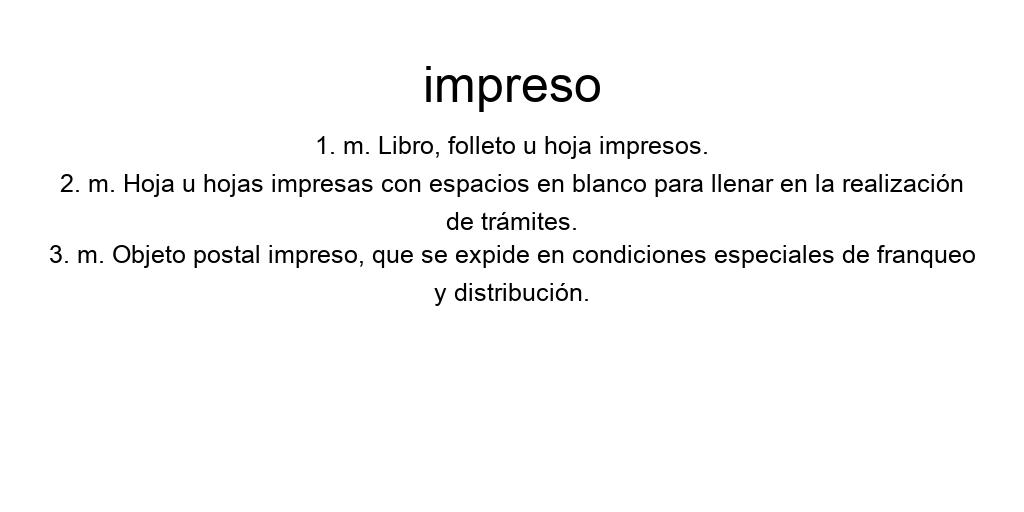 impreso
1. m. Libro, folleto u hoja impresos.
2. m. Hoja u hojas impresas con espacios en blanco para llenar en la realización
de trámites.
3. m. Objeto postal impreso, que se expide en condiciones especiales de franqueo
y distribución.